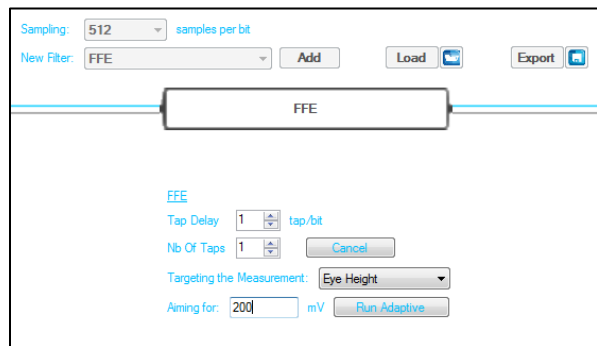 Sampling: 512 samples per bit
New Filter: FFE Add Load Export
FFE
FFE
Tap Delay 1 tap/bit
Nb Of Taps 1 Cancel
Targeting the Measurement: Eye Height
Aiming for: 200 mV Run Adaptive